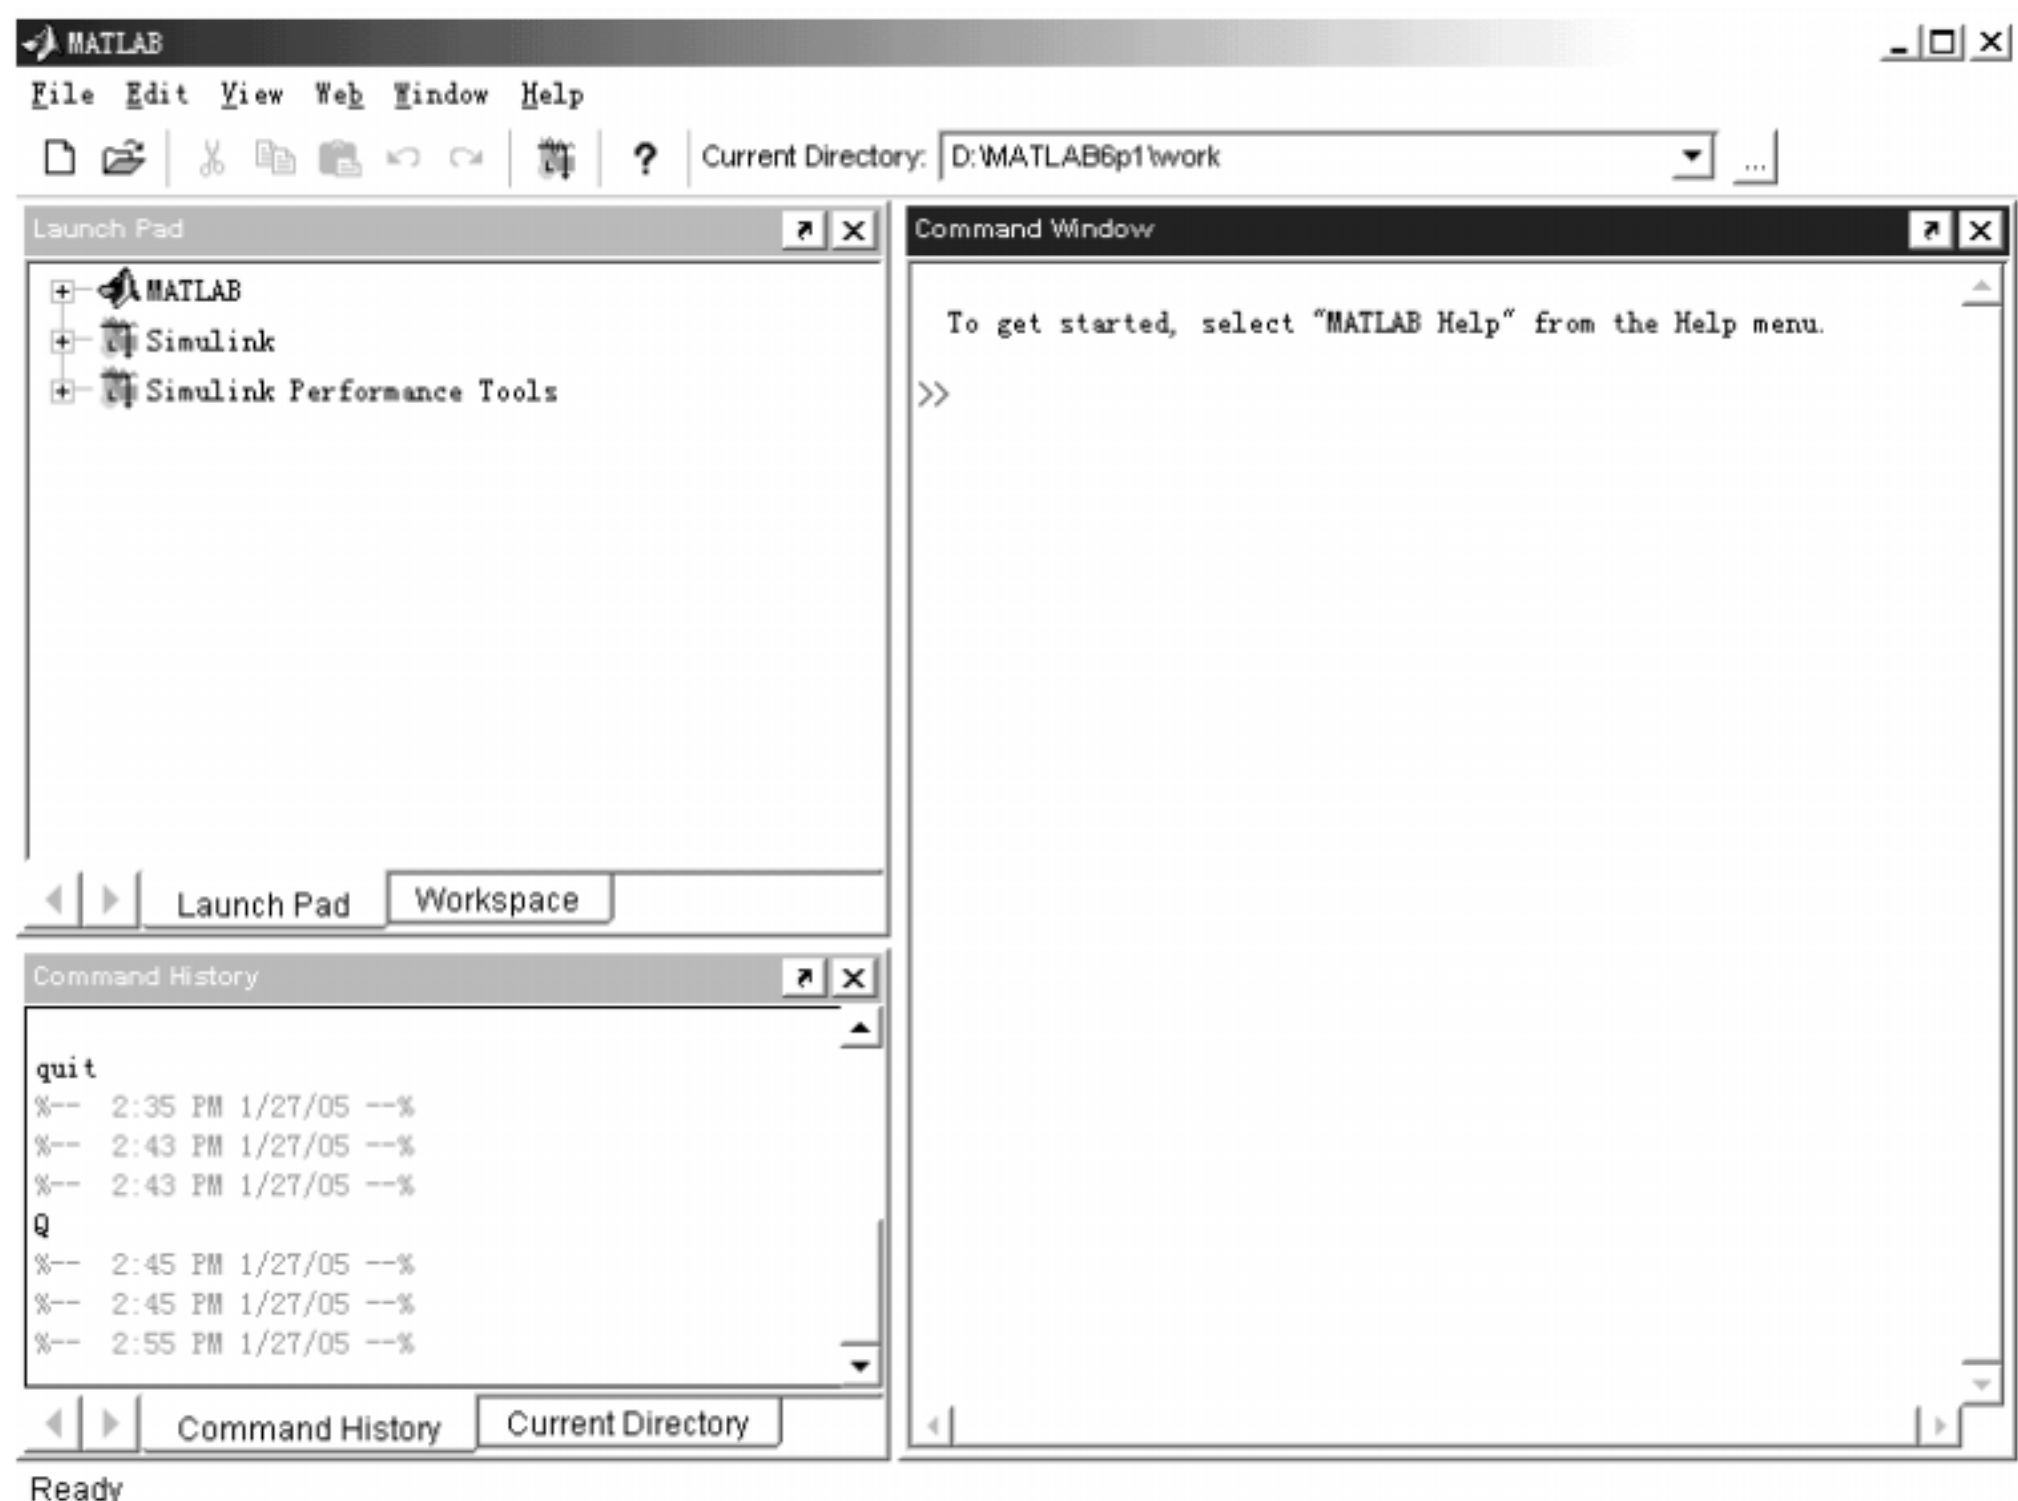 MATLAB
File Edit View Web Window Help
? Current Directory: D:\MATLAB6p1\work ...
Launch Pad
MATLAB
Simulink
Simulink Performance Tools
Launch Pad Workspace
Command History
quit
%-- 2:35 PM 1/27/05 --%
%-- 2:43 PM 1/27/05 --%
%-- 2:43 PM 1/27/05 --%
Q
%-- 2:45 PM 1/27/05 --%
%-- 2:45 PM 1/27/05 --%
%-- 2:55 PM 1/27/05 --%
Command History Current Directory
Command Window
To get started, select "MATLAB Help" from the Help menu.
>>
Ready